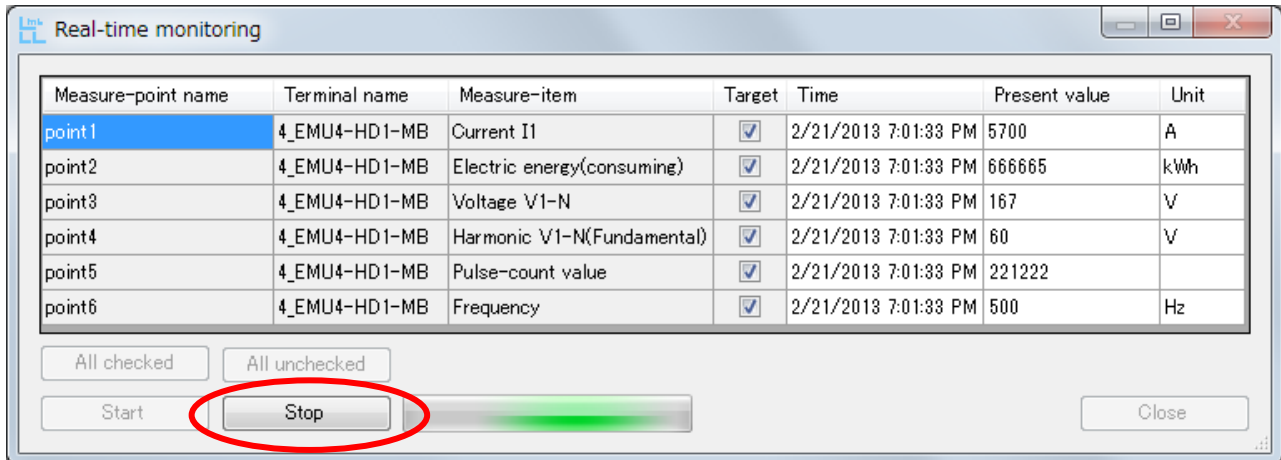 Real-time monitoring
Measure-point name Terminal name Measure-item Target Time Present value Unit
point1 4_EMU4-HD1-MB Current I1 2/21/2013 7:01:33 PM 5700 A
point2 4_EMU4-HD1-MB Electric energy(consuming) 2/21/2013 7:01:33 PM 666665 kWh
point3 4_EMU4-HD1-MB Voltage V1-N 2/21/2013 7:01:33 PM 167 V
point4 4_EMU4-HD1-MB Harmonic V1-N(Fundamental) 2/21/2013 7:01:33 PM 60 V
point5 4_EMU4-HD1-MB Pulse-count value 2/21/2013 7:01:33 PM 221222
point6 4_EMU4-HD1-MB Frequency 2/21/2013 7:01:33 PM 500 Hz
All checked All unchecked
Start Stop Close